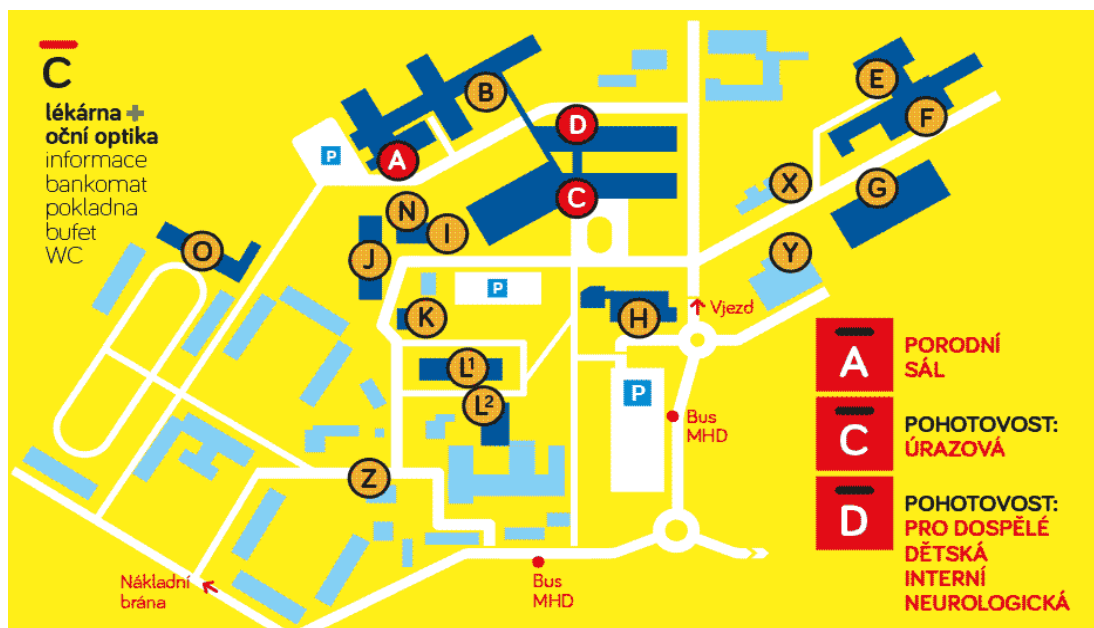 C
lékárna +
oční optika
informace
bankomat
pokladna
bufet
WC
B
D
E
F
P
A
C
X
G
N
I
O
J
Y
P
K
H
Vjezd
L1
P
L2
Bus
MHD
Z
Nákladní
brána
Bus
MHD
A
PORODNÍ
SÁL
C
POHOTOVOST:
ÚRAZOVÁ
D
POHOTOVOST:
PRO DOSPĚLÉ
DĚTSKÁ
INTERNÍ
NEUROLOGICKÁ